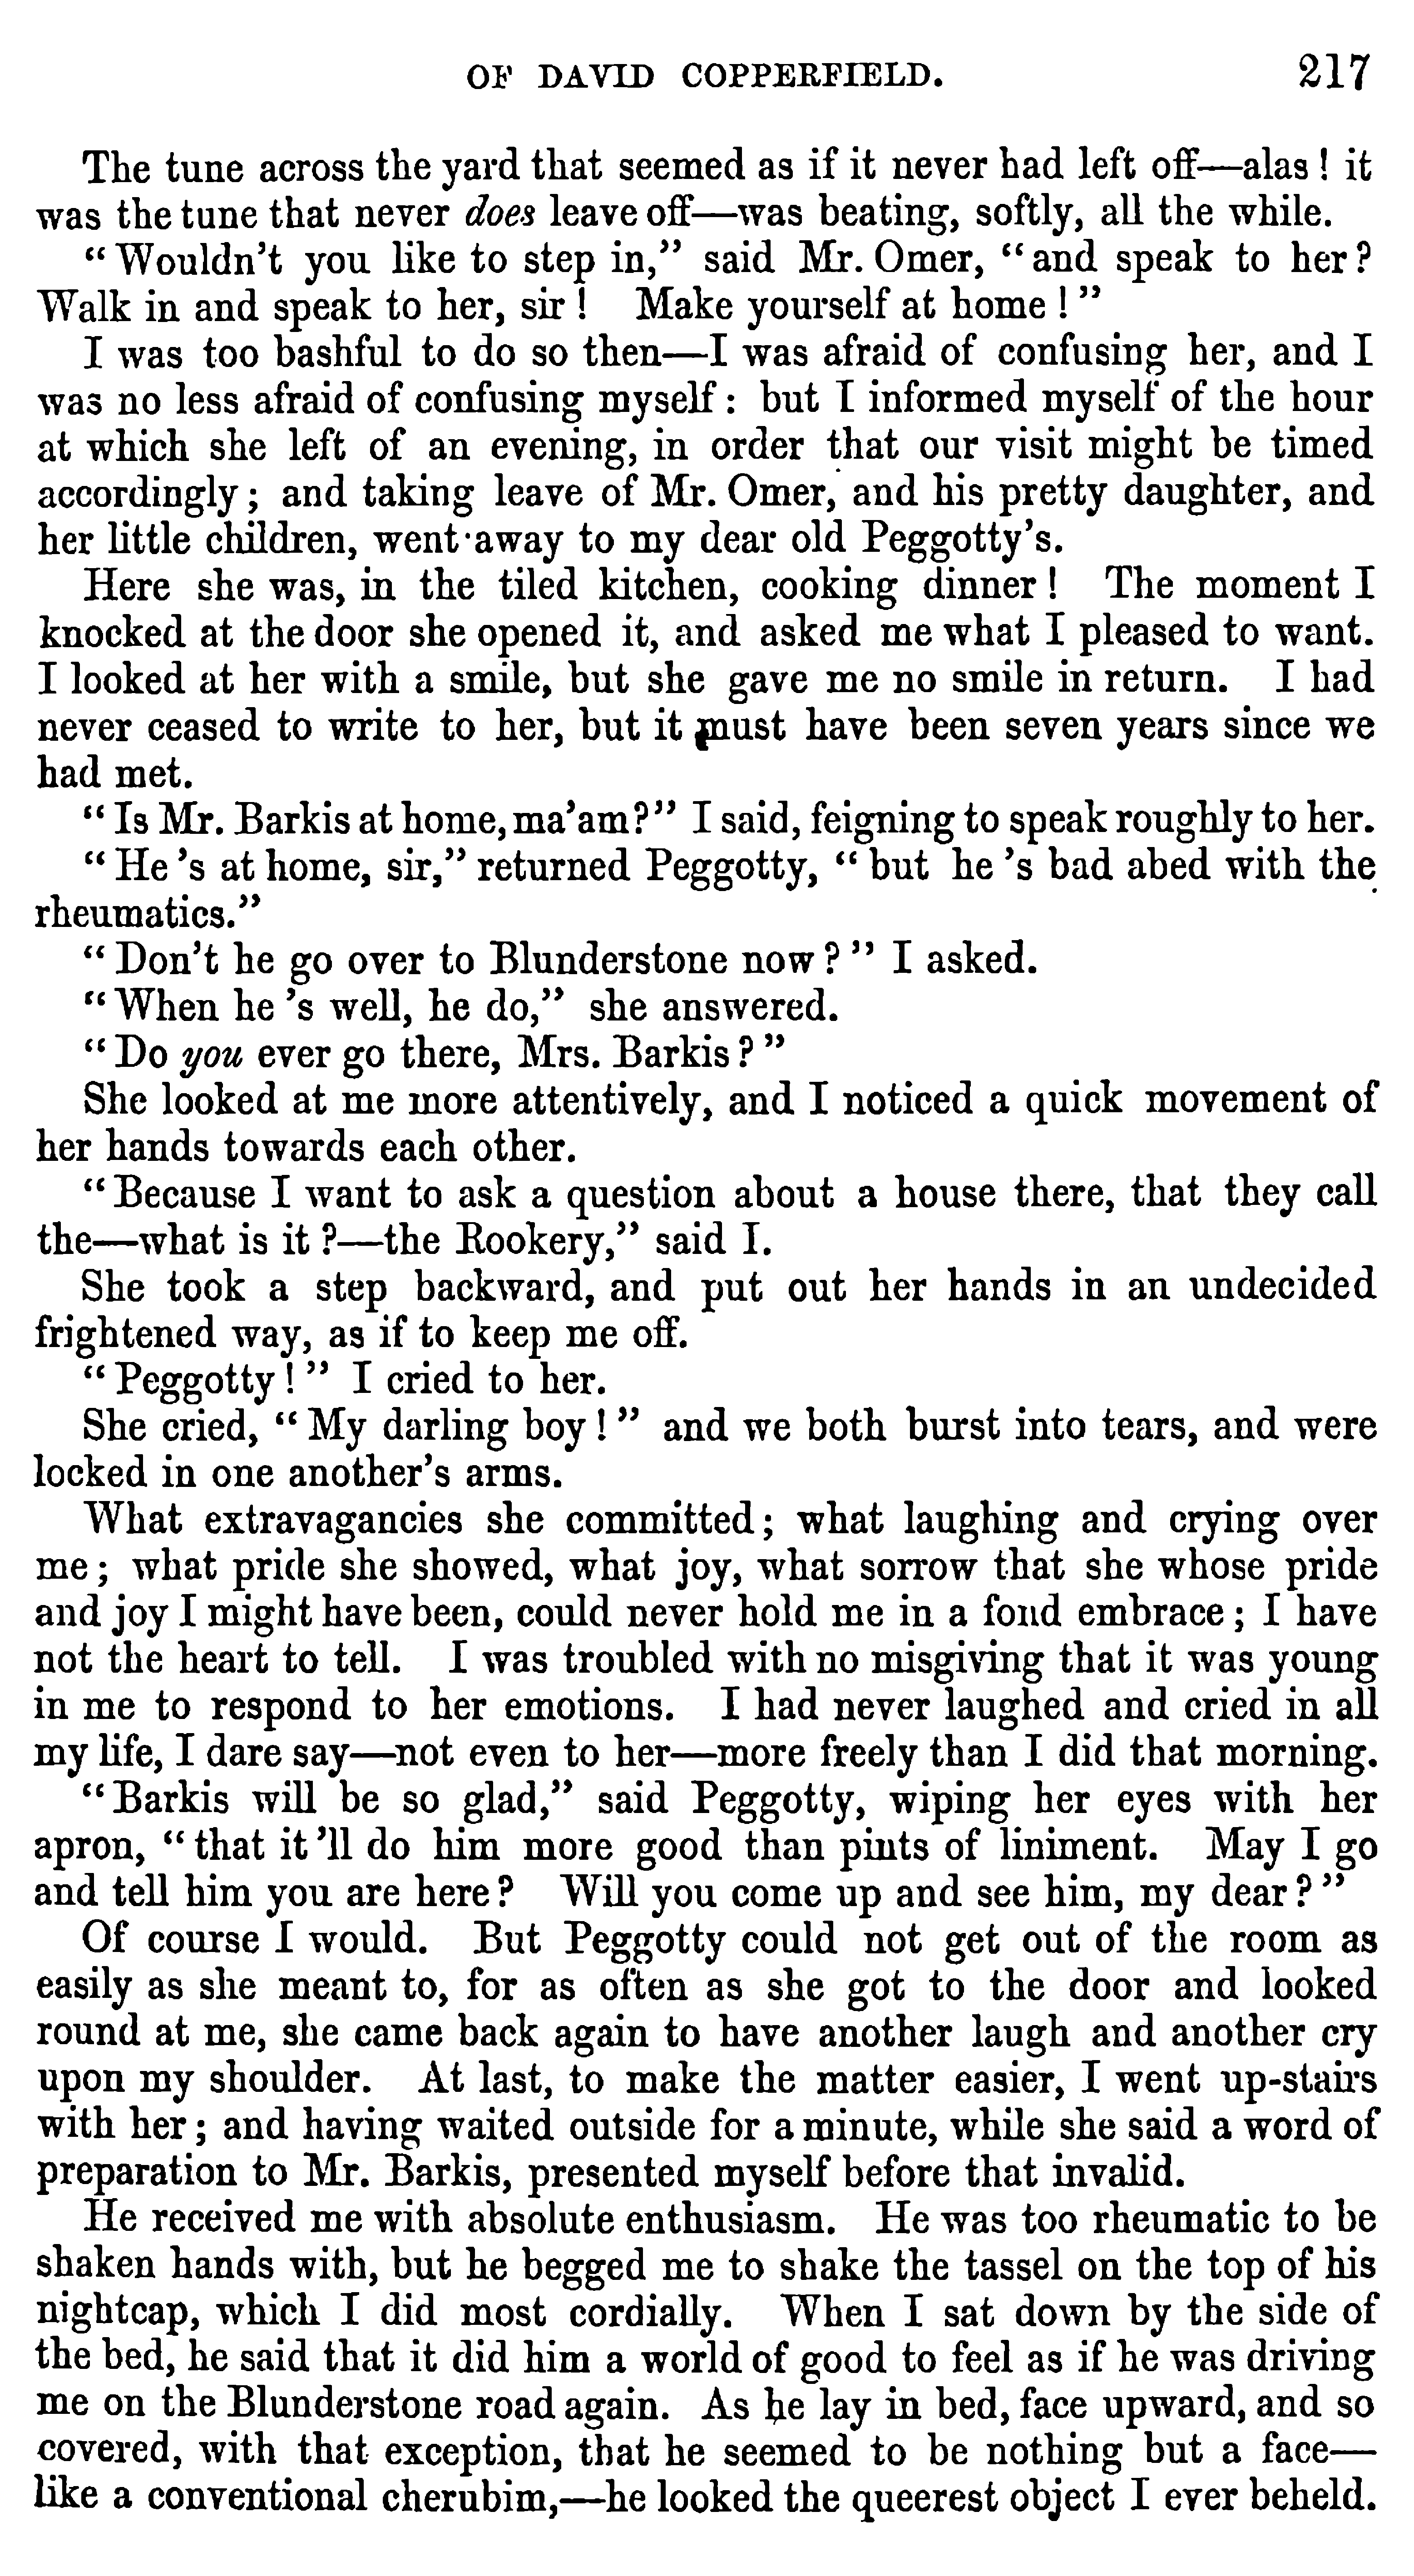 OF DAVID COPPERFIELD. 217
The tune across the yard that seemed as if it never had left off—alas! it
was the tune that never does leave off—was beating, softly, all the while.
"Wouldn't you like to step in," said Mr. Omer, "and speak to her?
Walk in and speak to her, sir! Make yourself at home!"
I was too bashful to do so then—I was afraid of confusing her, and I
was no less afraid of confusing myself: but I informed myself of the hour
at which she left of an evening, in order that our visit might be timed
accordingly; and taking leave of Mr. Omer, and his pretty daughter, and
her little children, went away to my dear old Peggotty's.
Here she was, in the tiled kitchen, cooking dinner! The moment I
knocked at the door she opened it, and asked me what I pleased to want.
I looked at her with a smile, but she gave me no smile in return. I had
never ceased to write to her, but it must have been seven years since we
had met.
"Is Mr. Barkis at home, ma'am?" I said, feigning to speak roughly to her.
"He 's at home, sir," returned Peggotty, "but he 's bad abed with the
rheumatics."
"Don't he go over to Blunderstone now?" I asked.
"When he 's well, he do," she answered.
"Do you ever go there, Mrs. Barkis?"
She looked at me more attentively, and I noticed a quick movement of
her hands towards each other.
"Because I want to ask a question about a house there, that they call
the—what is it?—the Rookery," said I.
She took a step backward, and put out her hands in an undecided
frightened way, as if to keep me off.
"Peggotty!" I cried to her.
She cried, "My darling boy!" and we both burst into tears, and were
locked in one another's arms.
What extravagancies she committed; what laughing and crying over
me; what pride she showed, what joy, what sorrow that she whose pride
and joy I might have been, could never hold me in a fond embrace; I have
not the heart to tell. I was troubled with no misgiving that it was young
in me to respond to her emotions. I had never laughed and cried in all
my life, I dare say—not even to her—more freely than I did that morning.
"Barkis will be so glad," said Peggotty, wiping her eyes with her
apron, "that it 'll do him more good than pints of liniment. May I go
and tell him you are here? Will you come up and see him, my dear?"
Of course I would. But Peggotty could not get out of the room as
easily as she meant to, for as often as she got to the door and looked
round at me, she came back again to have another laugh and another cry
upon my shoulder. At last, to make the matter easier, I went up-stairs
with her; and having waited outside for a minute, while she said a word of
preparation to Mr. Barkis, presented myself before that invalid.
He received me with absolute enthusiasm. He was too rheumatic to be
shaken hands with, but he begged me to shake the tassel on the top of his
nightcap, which I did most cordially. When I sat down by the side of
the bed, he said that it did him a world of good to feel as if he was driving
me on the Blunderstone road again. As he lay in bed, face upward, and so
covered, with that exception, that he seemed to be nothing but a face—
like a conventional cherubim,—he looked the queerest object I ever beheld.